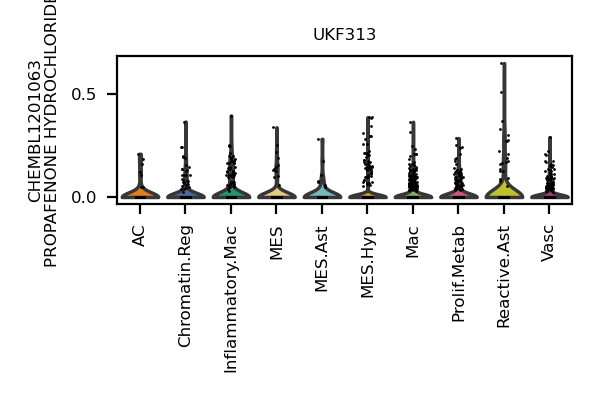 UKF313
CHEMBL1201063
PROPAFENONE HYDROCHLORIDE
0.5
0.0
AC
Chromatin.Reg
Inflammatory.Mac
MES
MES.Ast
MES.Hyp
Mac
Prolif.Metab
Reactive.Ast
Vasc